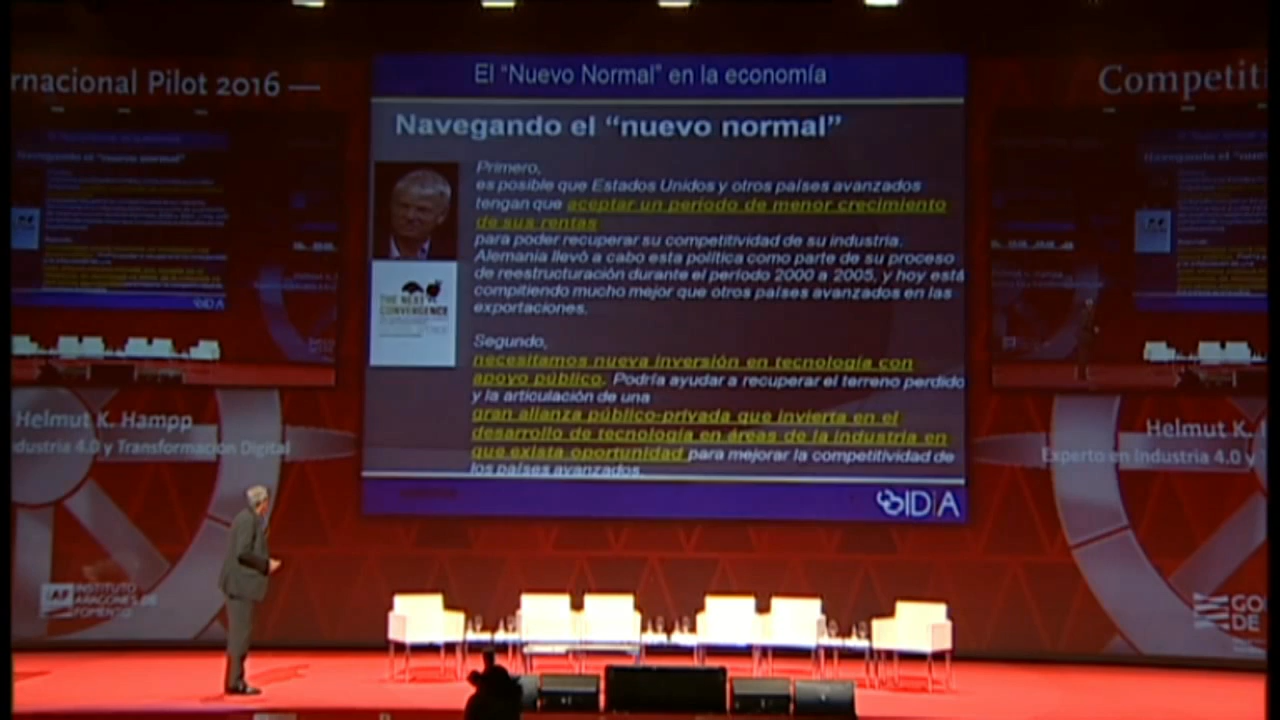 rnacional Pilot 2016 —
El “Nuevo Normal” en la economía
Competiti
Navegando el “nuevo normal”
Primero,
es posible que Estados Unidos y otros países avanzados
tengan que aceptar un periodo de menor crecimiento
de sus rentas
para poder recuperar su competitividad de su industria.
Alemania llevó a cabo esta política como parte de su proceso
de reestructuración durante el período 2000 a 2005, y hoy está
compitiendo mucho mejor que otros países avanzados en las
exportaciones.
THE NEXT
CONVERGENCE
Segundo,
necesitamos nueva inversión en tecnología con
apoyo público. Podría ayudar a recuperar el terreno perdido
y la articulación de una
gran alianza público-privada que invierta en el
desarrollo de tecnología en áreas de la industria en
que exista oportunidad para mejorar la competitividad de
los países avanzados.
IDIA
Helmut K. Hampp
dustria 4.0 y Transformación Digital
Helmut K.
Experto en Industria 4.0 y
IAF INSTITUTO
ARAGONÉS DE
FOMENTO
GO
DE